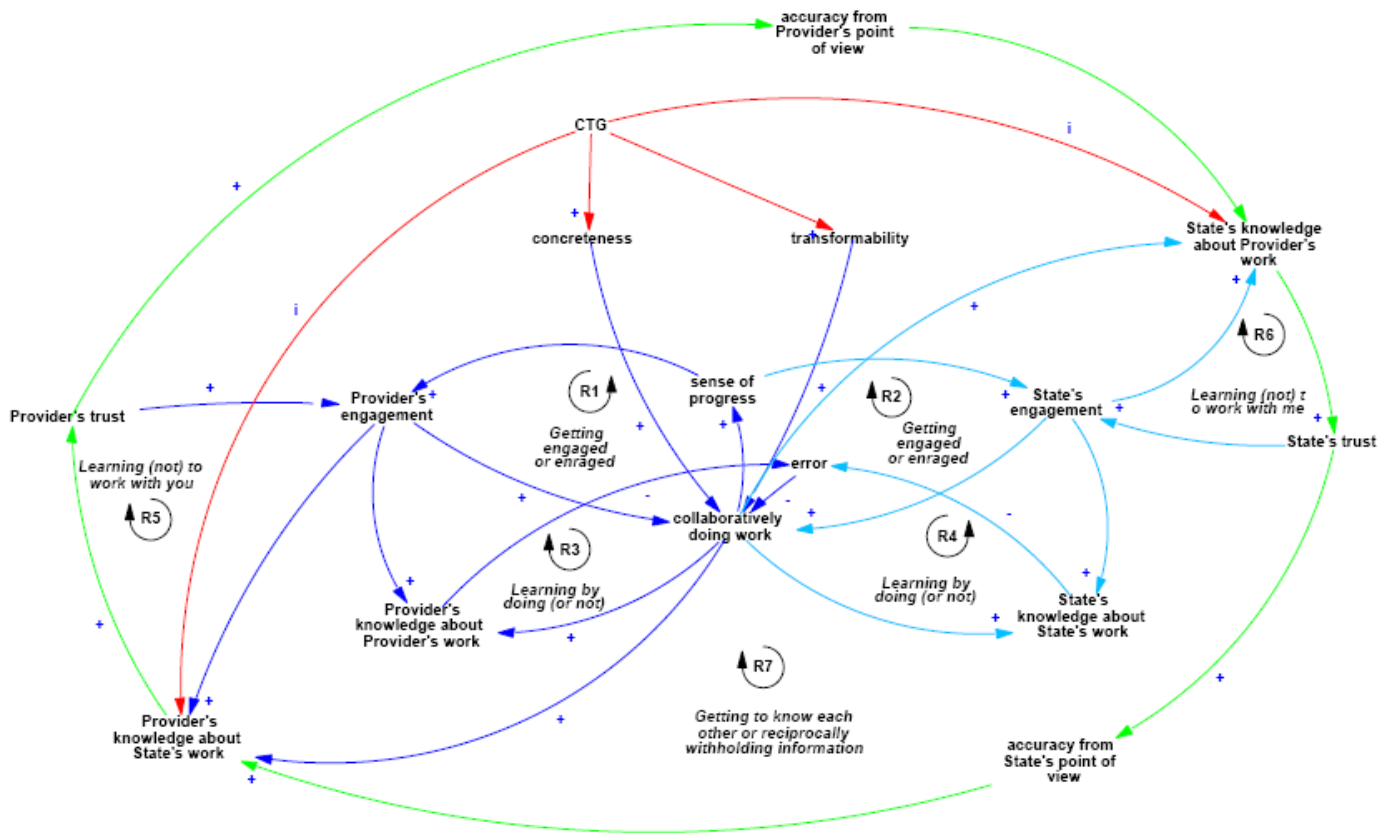 accuracy from
Provider's point
of view
CTG
i
+
+
concreteness
+
transformability
State's knowledge
about Provider's
work
+
i
+
R6
sense of
progress
R1
R2
+
Provider's
engagement
+
+
+
State's
engagement
+
Learning (not) t
o work with me
Provider's trust
+
State's trust
Getting
engaged
or enraged
+
+
Getting
engaged
or enraged
Learning (not) to
work with you
error
-
-
+
-
+
R5
collaboratively
doing work
R3
R4
Learning by
doing (or not)
Learning by
doing (or not)
+
+
Provider's
knowledge about
Provider's work
State's
knowledge about
State's work
+
+
+
R7
+
+
Provider's
knowledge about
State's work
+
Getting to know each
other or reciprocally
withholding information
accuracy from
State's point of
view
+